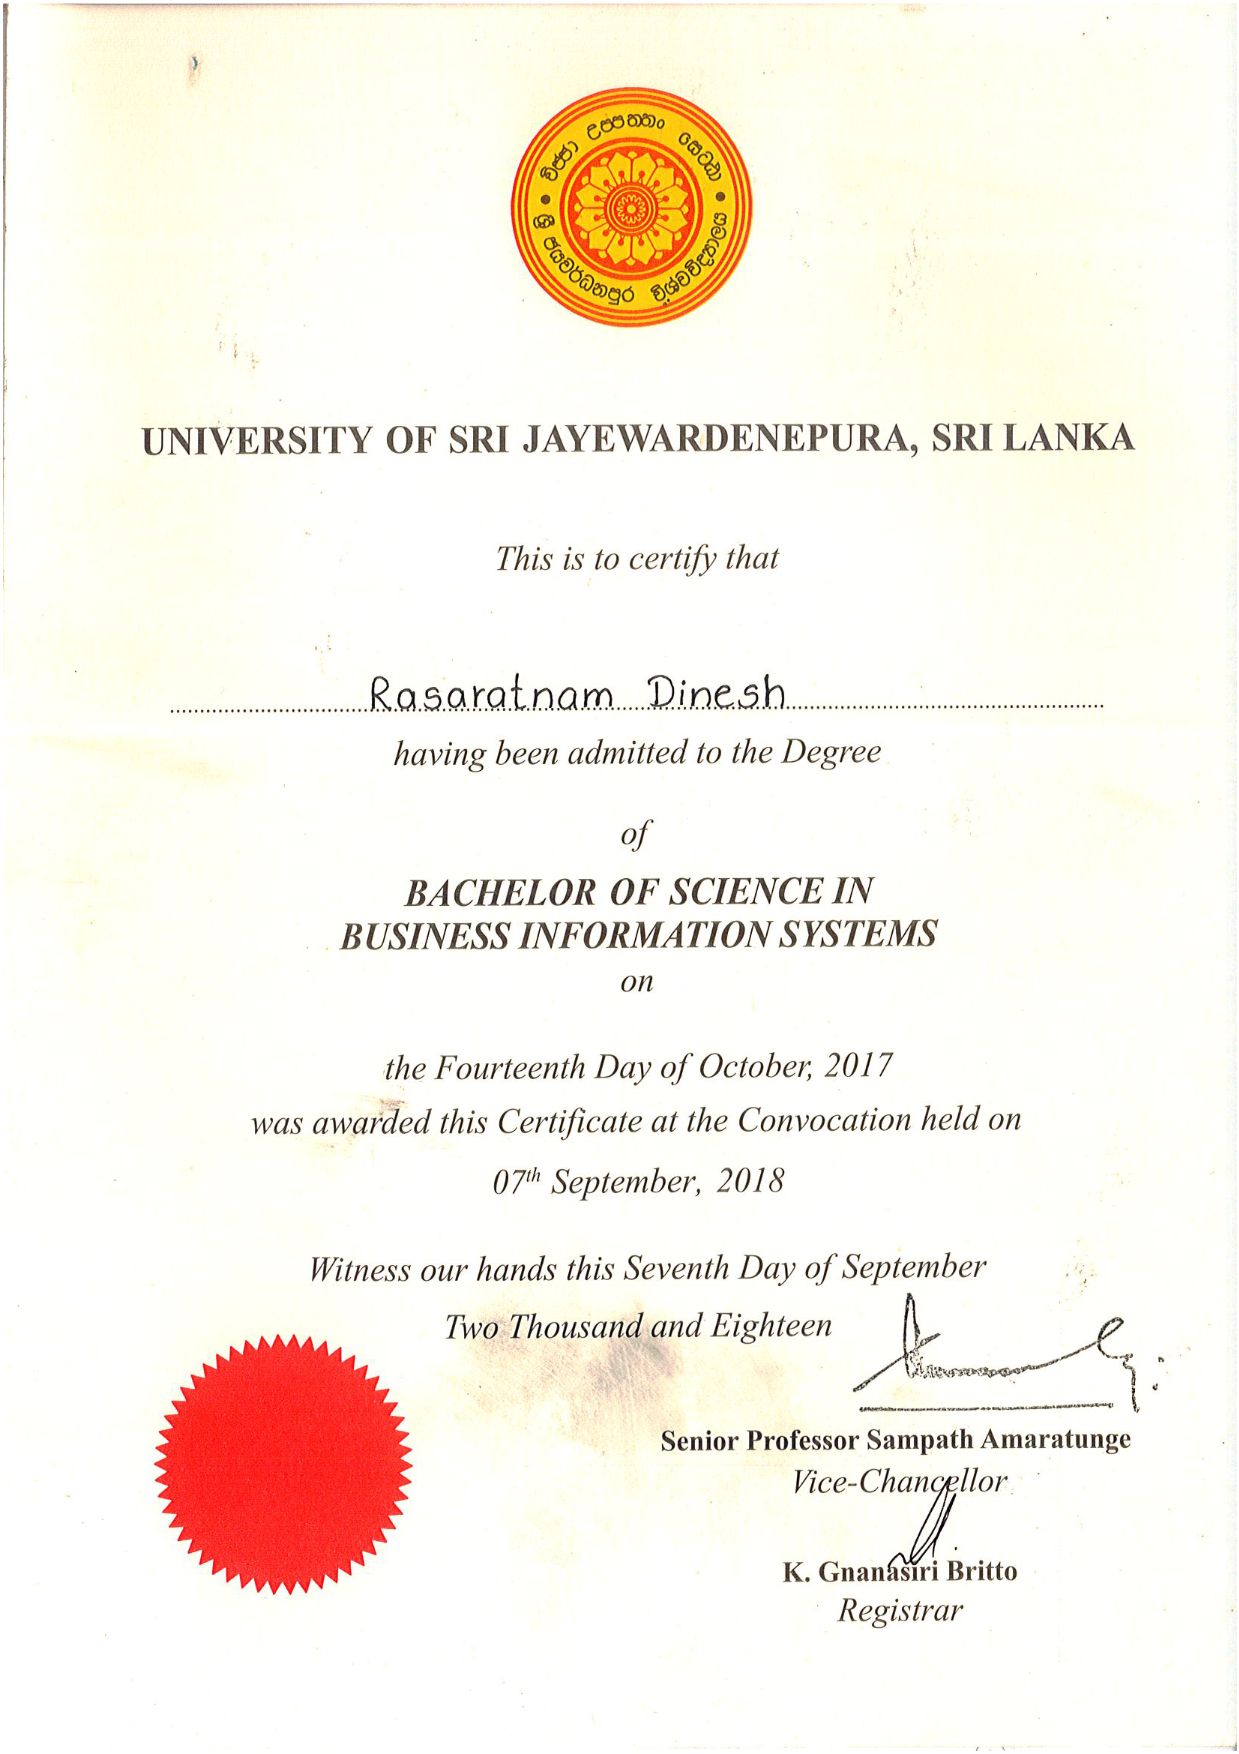 විජ්ජා උප්පතතං සෙට්ඨා
ශ්‍රී ජයවර්ධනපුර විශ්වවිද්‍යාලය
UNIVERSITY OF SRI JAYEWARDENEPURA, SRI LANKA
This is to certify that
Rasaratnam Dinesh
having been admitted to the Degree
of
BACHELOR OF SCIENCE IN
BUSINESS INFORMATION SYSTEMS
on
the Fourteenth Day of October, 2017
was awarded this Certificate at the Convocation held on
07th September, 2018
Witness our hands this Seventh Day of September
Two Thousand and Eighteen
Senior Professor Sampath Amaratunge
Vice-Chancellor
K. Gnanasiri Britto
Registrar